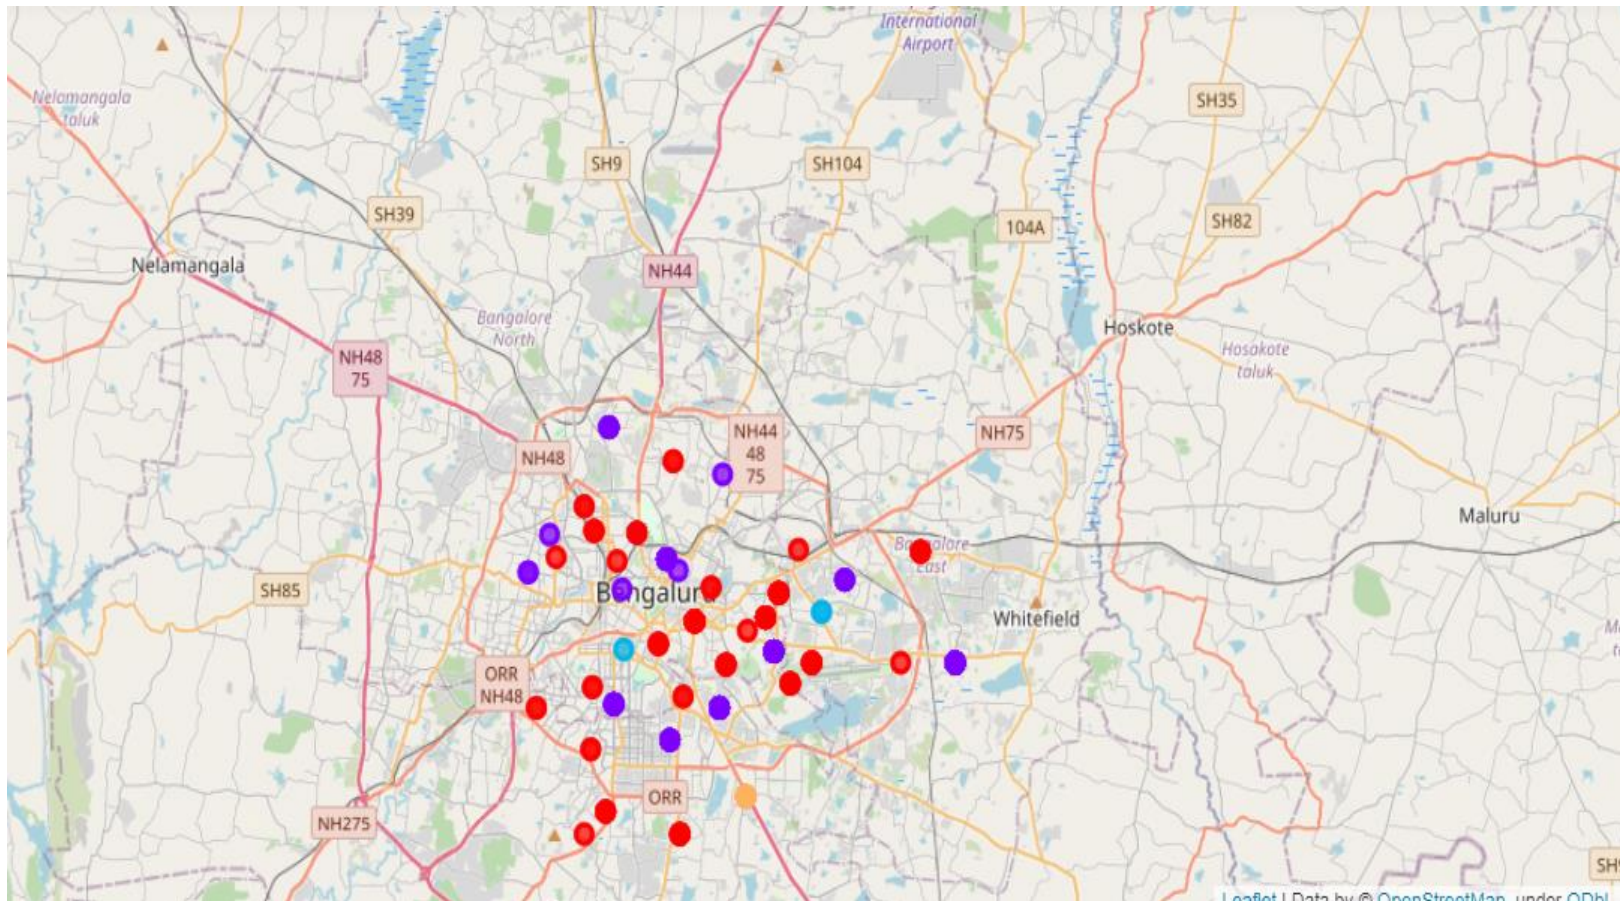 International
Airport
Nelamangala
taluk
SH35
SH9
SH104
SH39
104A
SH82
Nelamangala
NH44
Bangalore
North
Hoskote
Hosakote
taluk
NH48
75
NH44
48
75
NH75
NH48
Maluru
East
SH85
Bengaluru
Whitefield
ORR
NH48
ORR
NH275
Leaflet | Data by © OpenStreetMap, under ODbL